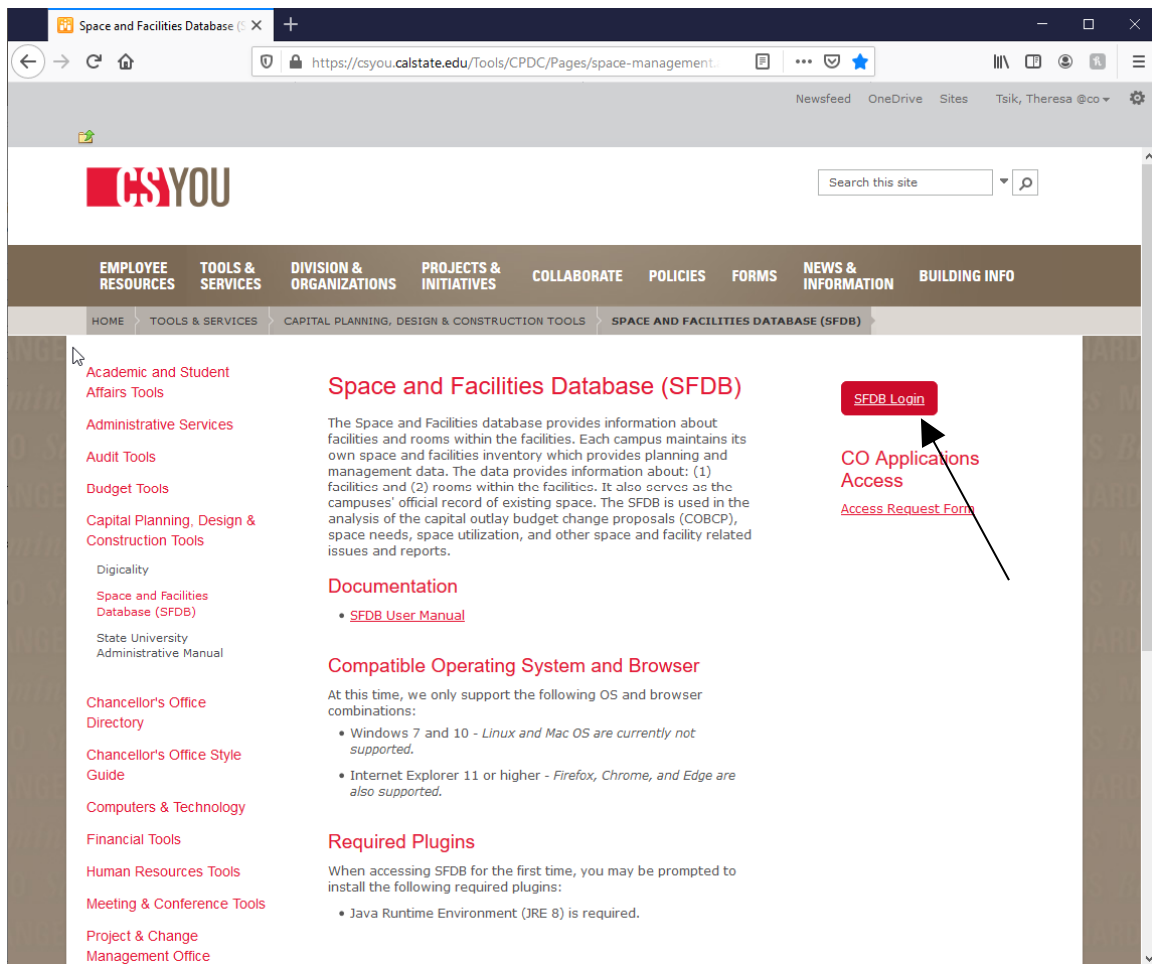 Space and Facilities Database (S
https://csyou.calstate.edu/Tools/CPDC/Pages/space-management.
Newsfeed OneDrive Sites Tsik, Theresa @co
CSYOU
Search this site
EMPLOYEE RESOURCES
TOOLS & SERVICES
DIVISION & ORGANIZATIONS
PROJECTS & INITIATIVES
COLLABORATE
POLICIES
FORMS
NEWS & INFORMATION
BUILDING INFO
HOME TOOLS & SERVICES CAPITAL PLANNING, DESIGN & CONSTRUCTION TOOLS SPACE AND FACILITIES DATABASE (SFDB)
Academic and Student
Affairs Tools
Administrative Services
Audit Tools
Budget Tools
Capital Planning, Design &
Construction Tools
Digicality
Space and Facilities
Database (SFDB)
State University
Administrative Manual
Chancellor's Office
Directory
Chancellor's Office Style
Guide
Computers & Technology
Financial Tools
Human Resources Tools
Meeting & Conference Tools
Project & Change
Management Office
Space and Facilities Database (SFDB)
The Space and Facilities database provides information about
facilities and rooms within the facilities. Each campus maintains its
own space and facilities inventory which provides planning and
management data. The data provides information about: (1)
facilities and (2) rooms within the facilities. It also serves as the
campuses' official record of existing space. The SFDB is used in the
analysis of the capital outlay budget change proposals (COBCP),
space needs, space utilization, and other space and facility related
issues and reports.
Documentation
• SFDB User Manual
Compatible Operating System and Browser
At this time, we only support the following OS and browser
combinations:
• Windows 7 and 10 - Linux and Mac OS are currently not
supported.
• Internet Explorer 11 or higher - Firefox, Chrome, and Edge are
also supported.
Required Plugins
When accessing SFDB for the first time, you may be prompted to
install the following required plugins:
• Java Runtime Environment (JRE 8) is required.
SFDB Login
CO Applications
Access
Access Request Form